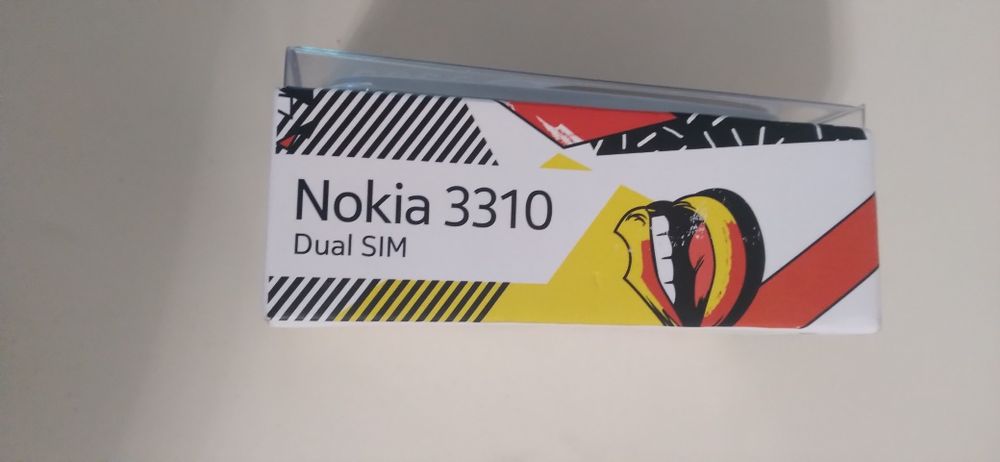 Nokia 3310
Dual SIM